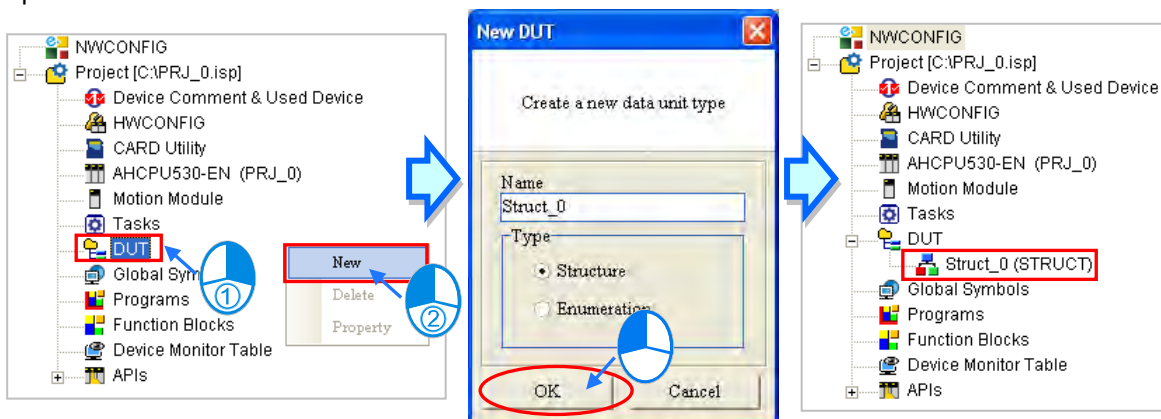 NWCONFIG
Project [C:\PRJ_0.isp]
Device Comment & Used Device
HWCONFIG
CARD Utility
AHCPU530-EN (PRJ_0)
Motion Module
Tasks
DUT
Global Sym
Programs
Function Blocks
Device Monitor Table
APIs
①
New
Delete
Property
②
New DUT
Create a new data unit type
Name
Struct_0
Type
Structure
Enumeration
OK
Cancel
NWCONFIG
Project [C:\PRJ_0.isp]
Device Comment & Used Device
HWCONFIG
CARD Utility
AHCPU530-EN (PRJ_0)
Motion Module
Tasks
DUT
Struct_0 (STRUCT)
Global Symbols
Programs
Function Blocks
Device Monitor Table
APIs